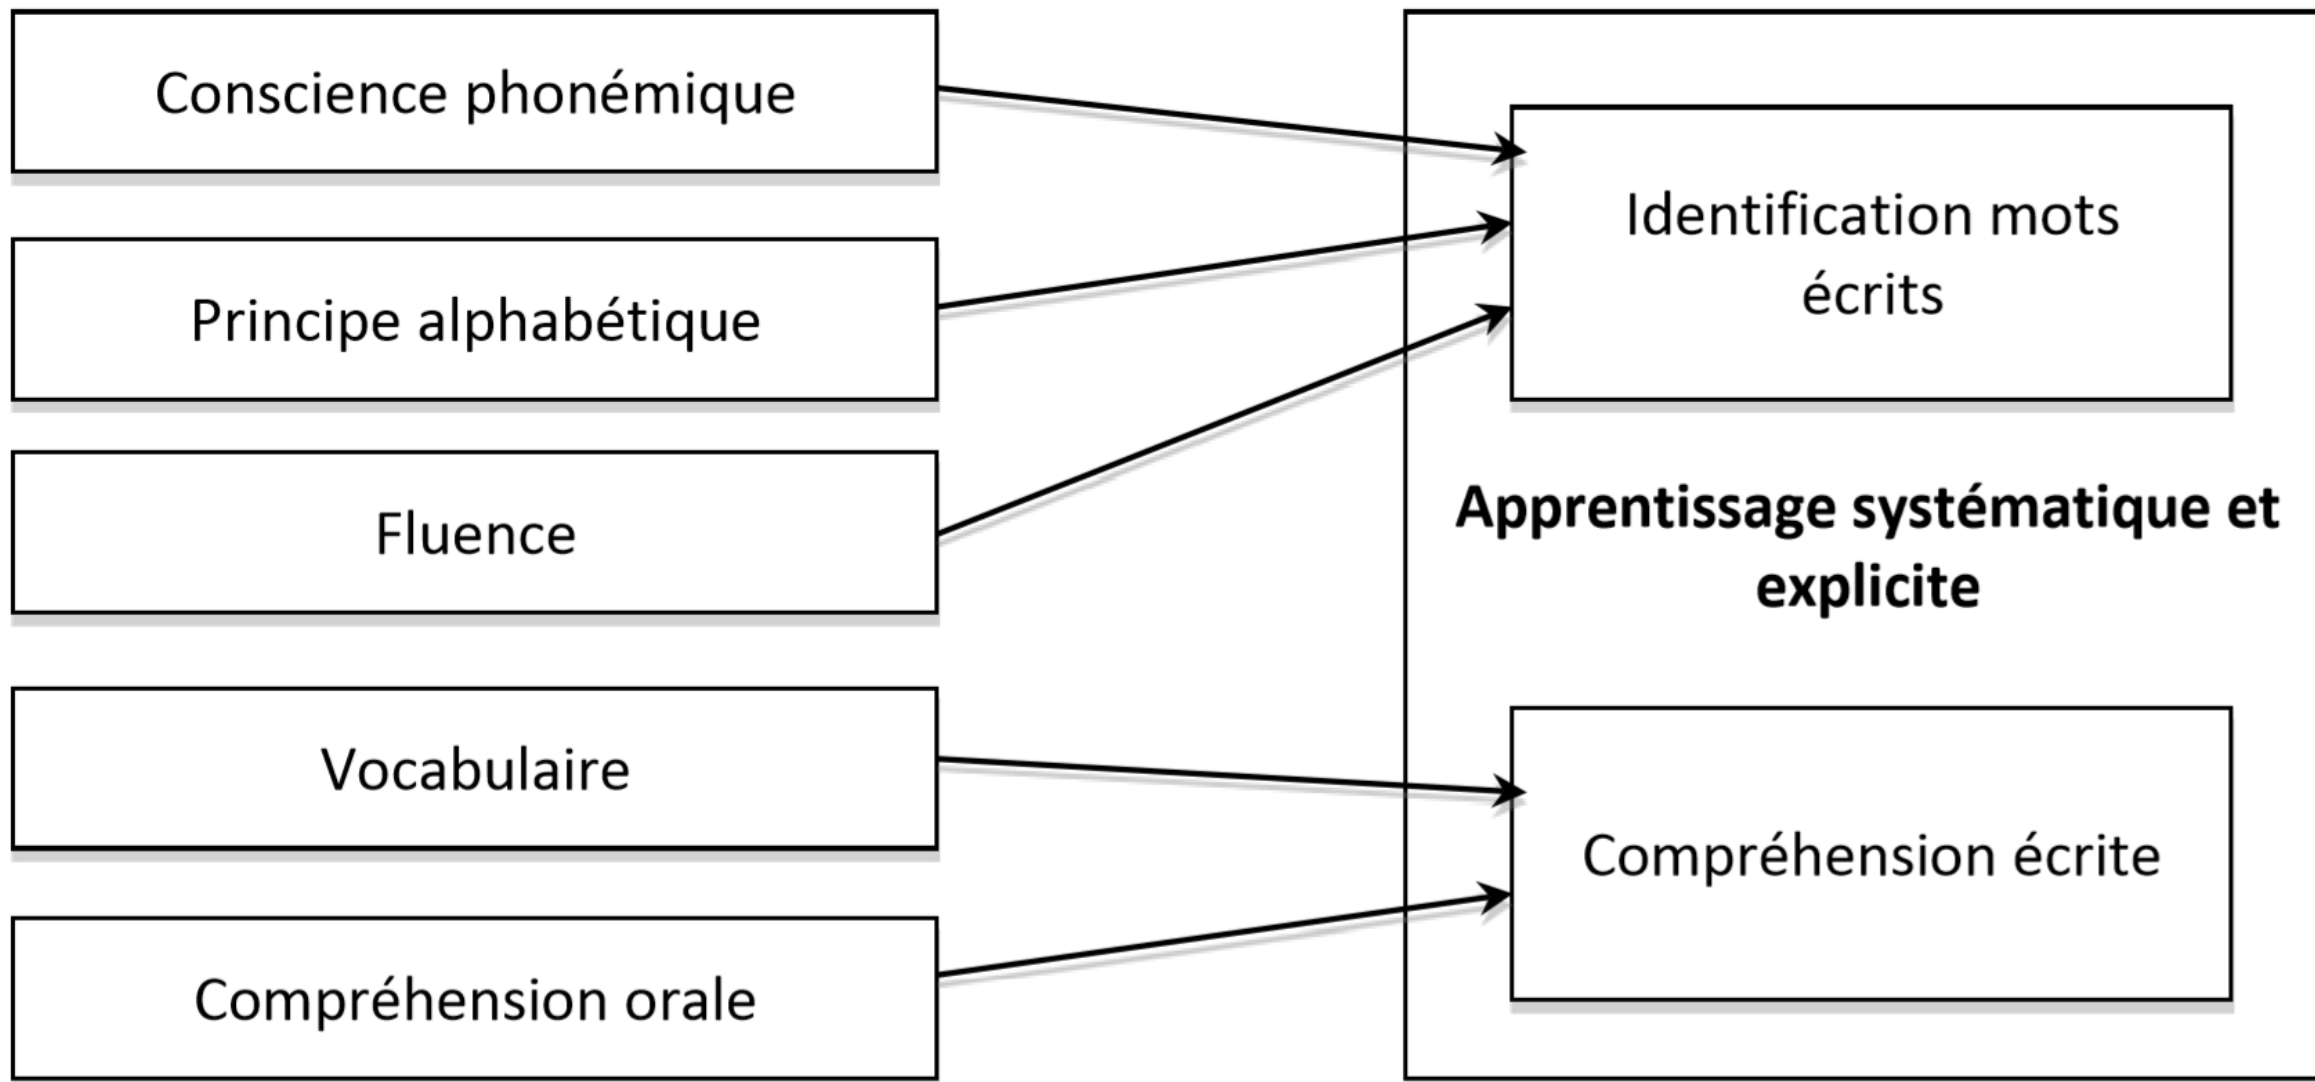 Conscience phonémique
Principe alphabétique
Fluence
Vocabulaire
Compréhension orale
Identification mots
écrits
Apprentissage systématique et
explicite
Compréhension écrite